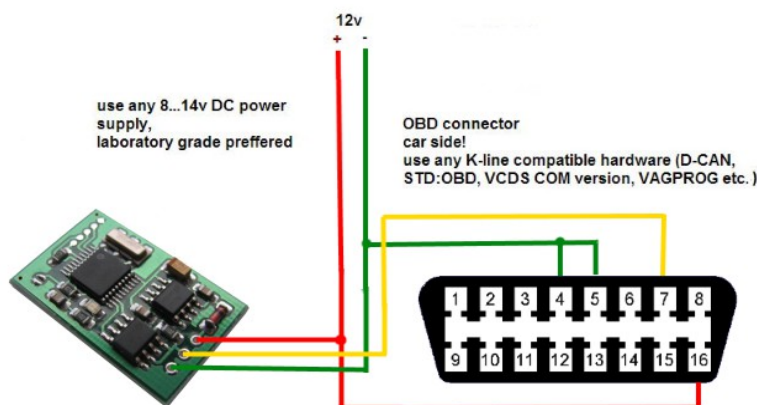 12v
+ -
use any 8...14v DC power
supply,
laboratory grade preffered
OBD connector
car side!
use any K-line compatible hardware (D-CAN,
STD:OBD, VCDS COM version, VAGPROG etc. )
1 2 3 4 5 6 7 8
9 10 11 12 13 14 15 16